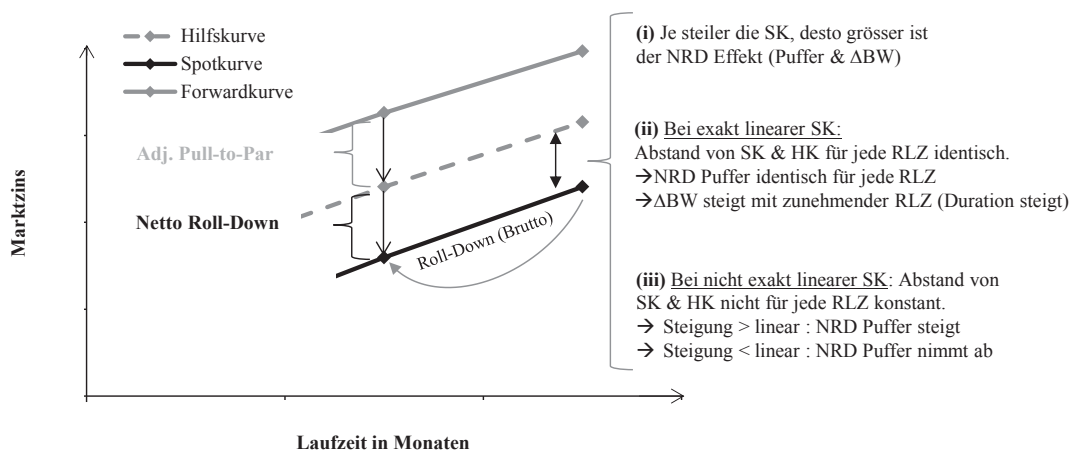 Hilfskurve
Spotkurve
Forwardkurve
Adj. Pull-to-Par
Netto Roll-Down
Roll-Down (Brutto)
Marktzins
Laufzeit in Monaten
(i) Je steiler die SK, desto grösser ist
der NRD Effekt (Puffer & ΔBW)
(ii) Bei exakt linearer SK:
Abstand von SK & HK für jede RLZ identisch.
→NRD Puffer identisch für jede RLZ
→ΔBW steigt mit zunehmender RLZ (Duration steigt)
(iii) Bei nicht exakt linearer SK: Abstand von
SK & HK nicht für jede RLZ konstant.
→ Steigung > linear : NRD Puffer steigt
→ Steigung < linear : NRD Puffer nimmt ab